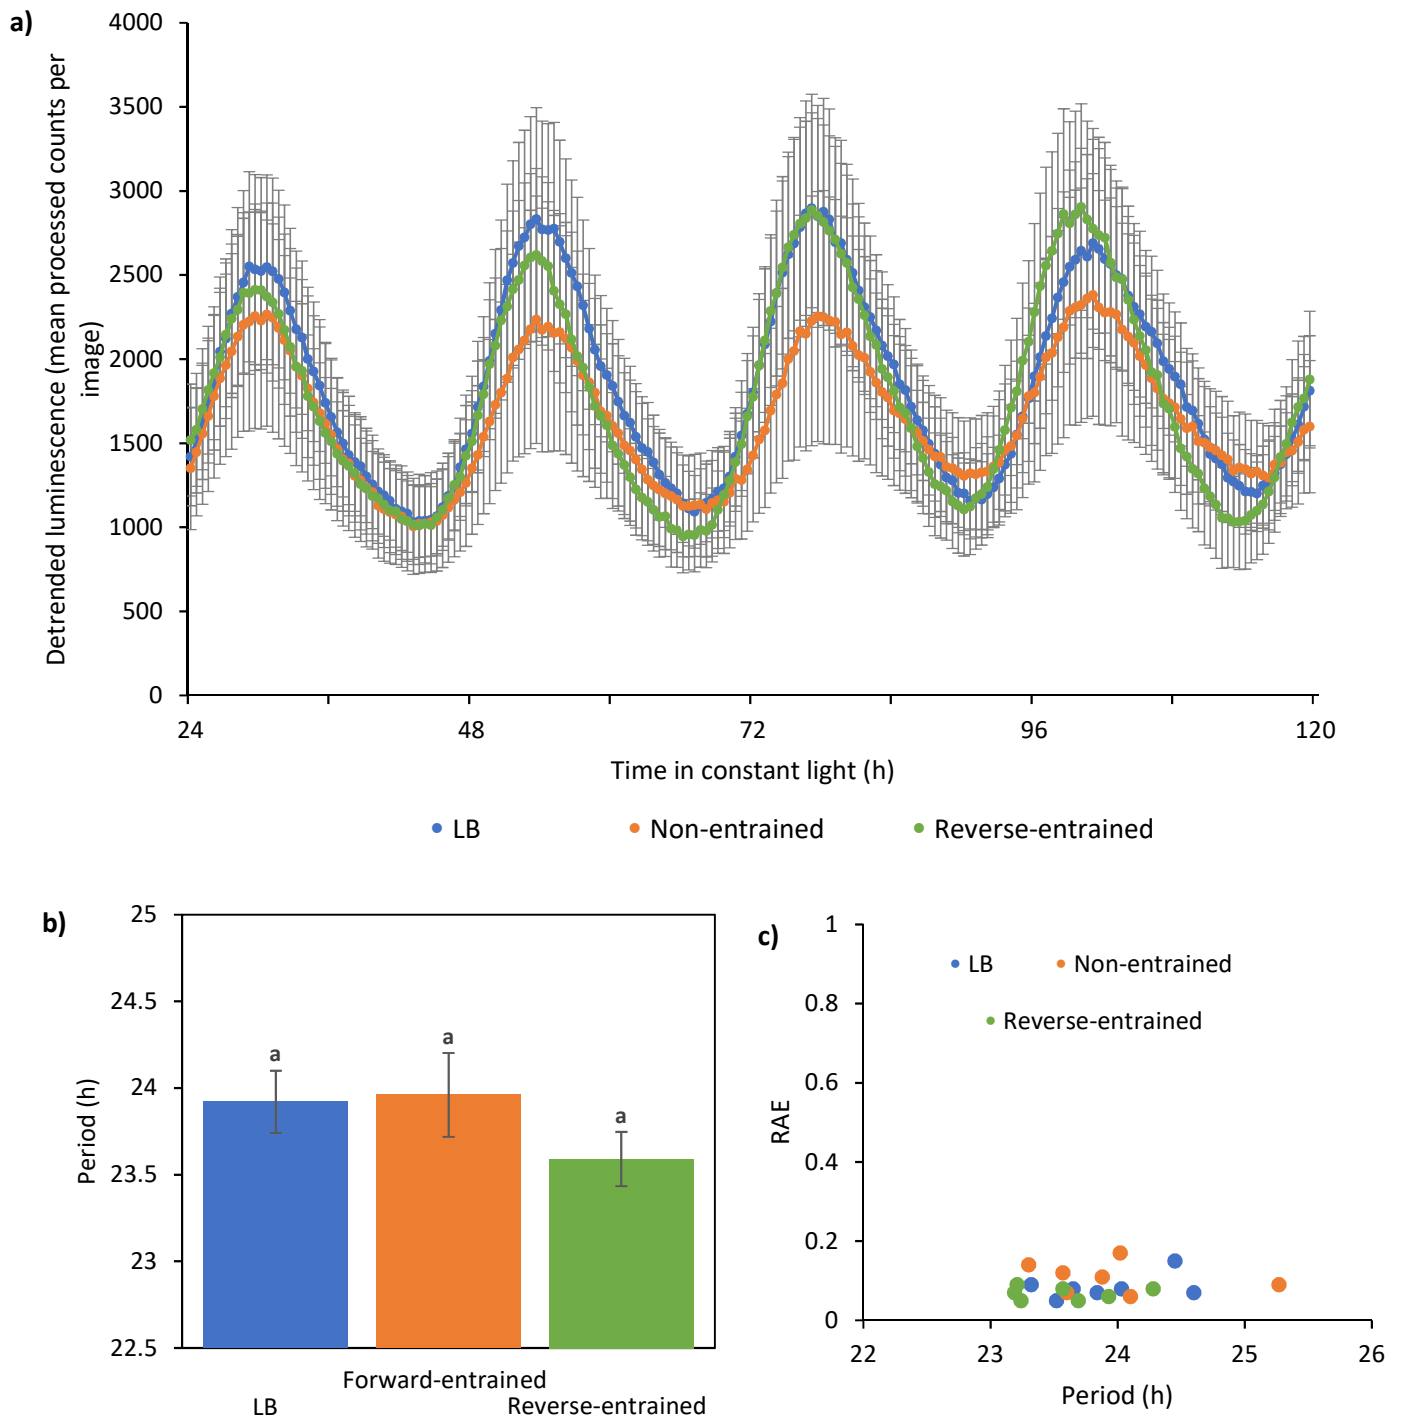 a)
Detrended luminescence (mean processed counts per
image)
4000
3500
3000
2500
2000
1500
1000
500
0
24
48
72
96
120
Time in constant light (h)
LB
Non-entrained
Reverse-entrained
b)
Period (h)
25
24.5
24
23.5
23
22.5
a
a
a
Forward-entrained
LB
Reverse-entrained
c)
RAE
1
0.8
0.6
0.4
0.2
0
LB
Non-entrained
Reverse-entrained
22
23
24
25
26
Period (h)